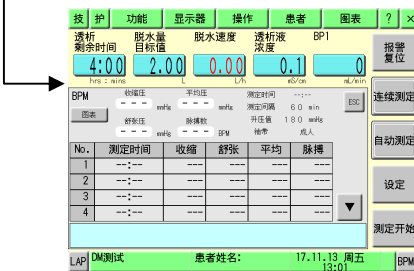 技 护 功能 显示器 操作 患者 图表 ? ×
透析剩余时间 脱水量目标值 脱水速度 透析液浓度 BP1 报警复位
4:00 2.00 0.00 0.1 0
hrs : mins L L/h mS/cm mL/min
BPM 收缩压 平均压 测定时间 --:-- ESC 连续测定
--- mmHg --- mmHg 测定间隔 60 min
图表 舒张压 脉搏数 升压值 180 mmHg
--- mmHg --- BPM 袖带 成人 自动测定
No. 测定时间 收缩 舒张 平均 脉搏
1 --:-- --- --- --- ---
2 --:-- --- --- --- --- 设定
3 --:-- --- --- --- ---
4 --:-- --- --- --- --- ▼
测定开始
LAP DM测试 患者姓名: 17.11.13 周五 13:01 BPM